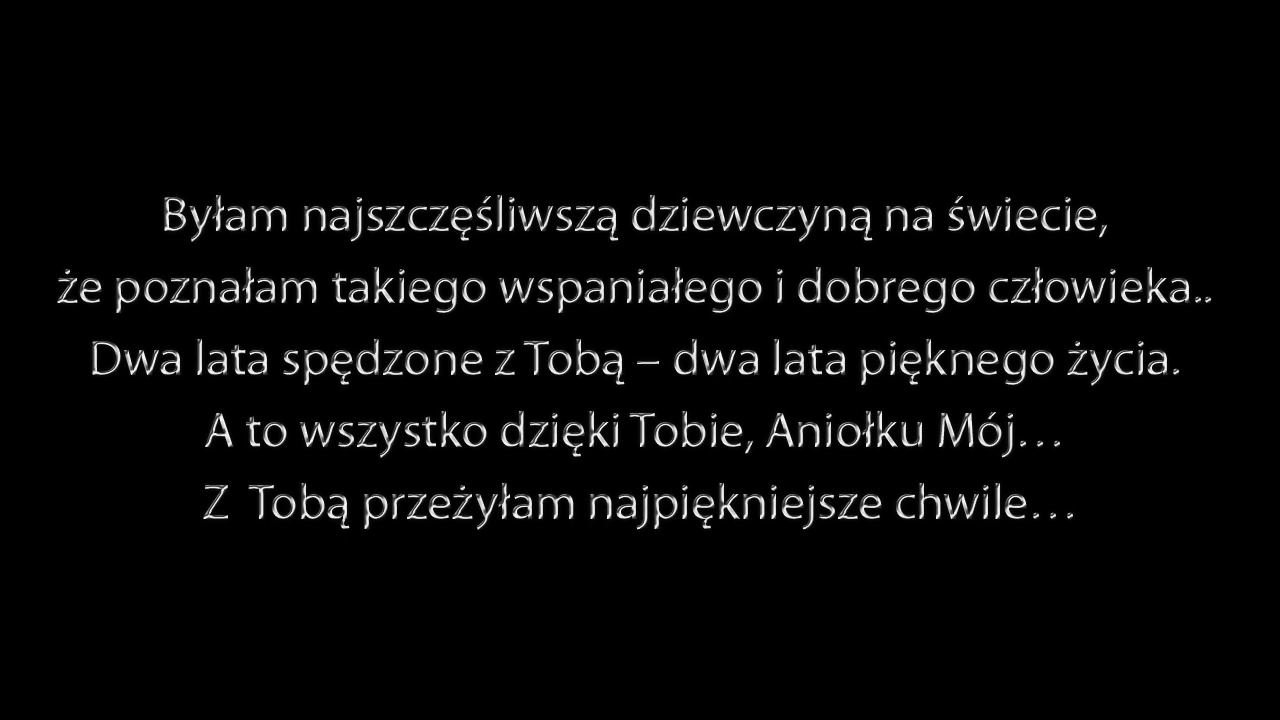 Byłam najszczęśliwszą dziewczyną na świecie,
że poznałam takiego wspaniałego i dobrego człowieka..
Dwa lata spędzone z Tobą – dwa lata pięknego życia.
A to wszystko dzięki Tobie, Aniołku Mój…
Z  Tobą przeżyłam najpiękniejsze chwile…